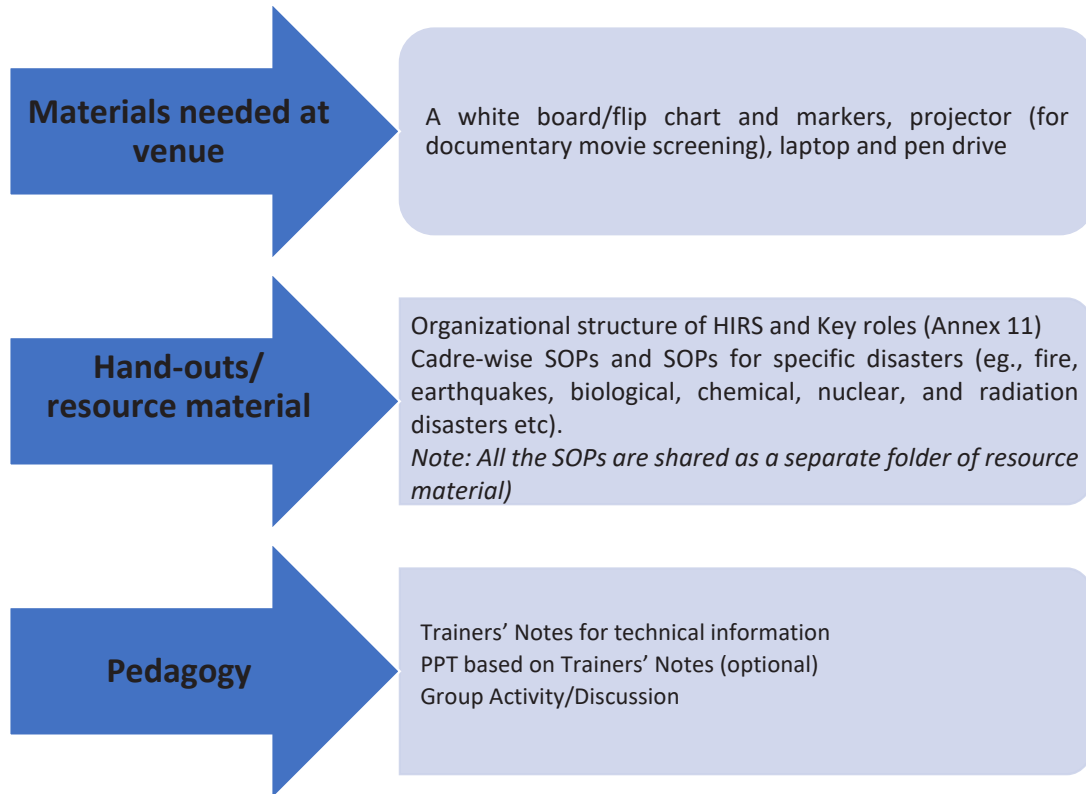 Materials needed at
venue
A white board/flip chart and markers, projector (for
documentary movie screening), laptop and pen drive
Hand-outs/
resource material
Organizational structure of HIRS and Key roles (Annex 11)
Cadre-wise SOPs and SOPs for specific disasters (eg., fire,
earthquakes, biological, chemical, nuclear, and radiation
disasters etc).
Note: All the SOPs are shared as a separate folder of resource
material)
Pedagogy
Trainers’ Notes for technical information
PPT based on Trainers’ Notes (optional)
Group Activity/Discussion